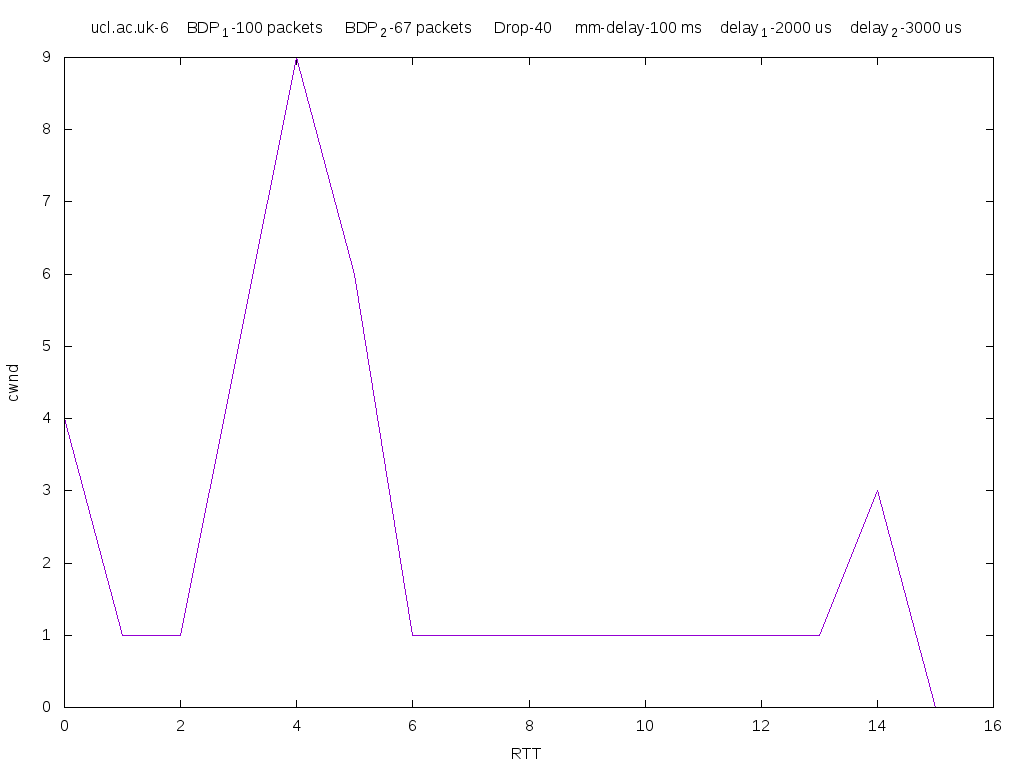 ucl.ac.uk-6 BDP1-100 packets BDP2-67 packets Drop-40 mm-delay-100 ms delay1-2000 us delay2-3000 us
9
8
7
6
5
4
3
2
1
0
cwnd
0 2 4 6 8 10 12 14 16
RTT